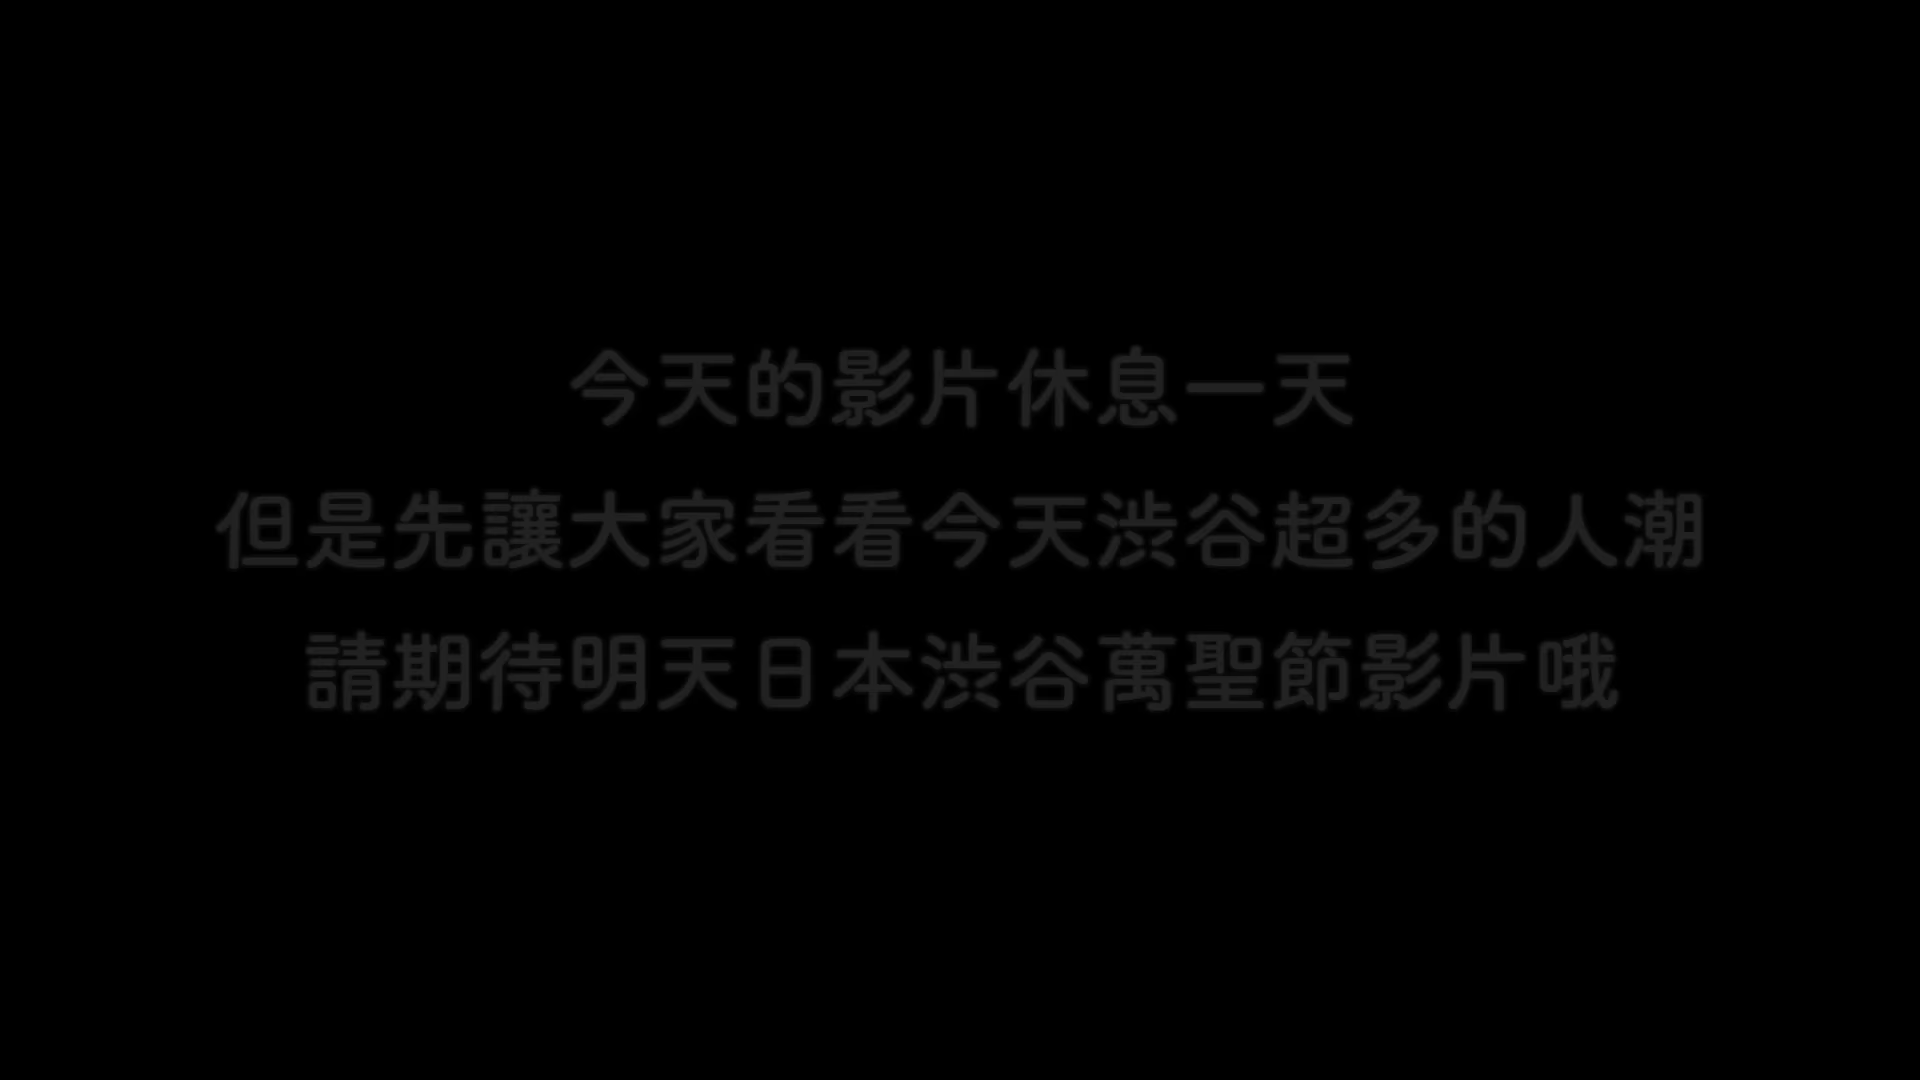 今天的影片休息一天
但是先讓大家看看今天渋谷超多的人潮
請期待明天日本渋谷萬聖節影片哦